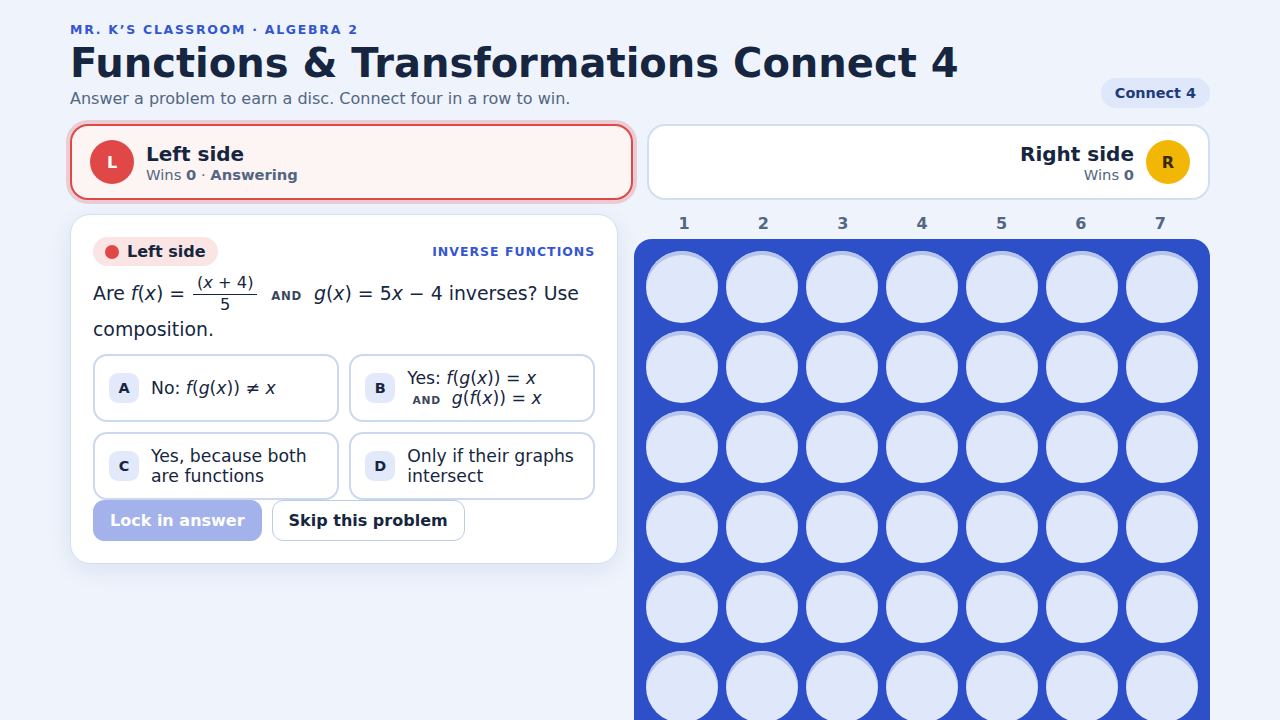 MR. K’S CLASSROOM · ALGEBRA 2
Functions & Transformations Connect 4
Answer a problem to earn a disc. Connect four in a row to win.
Connect 4
L
Left side
Wins 0 · Answering
Right side
Wins 0
R
Left side
INVERSE FUNCTIONS
Are f(x) = (x + 4)/5 AND g(x) = 5x − 4 inverses? Use
composition.
A
No: f(g(x)) ≠ x
B
Yes: f(g(x)) = x
AND g(f(x)) = x
C
Yes, because both
are functions
D
Only if their graphs
intersect
Lock in answer
Skip this problem
1 2 3 4 5 6 7